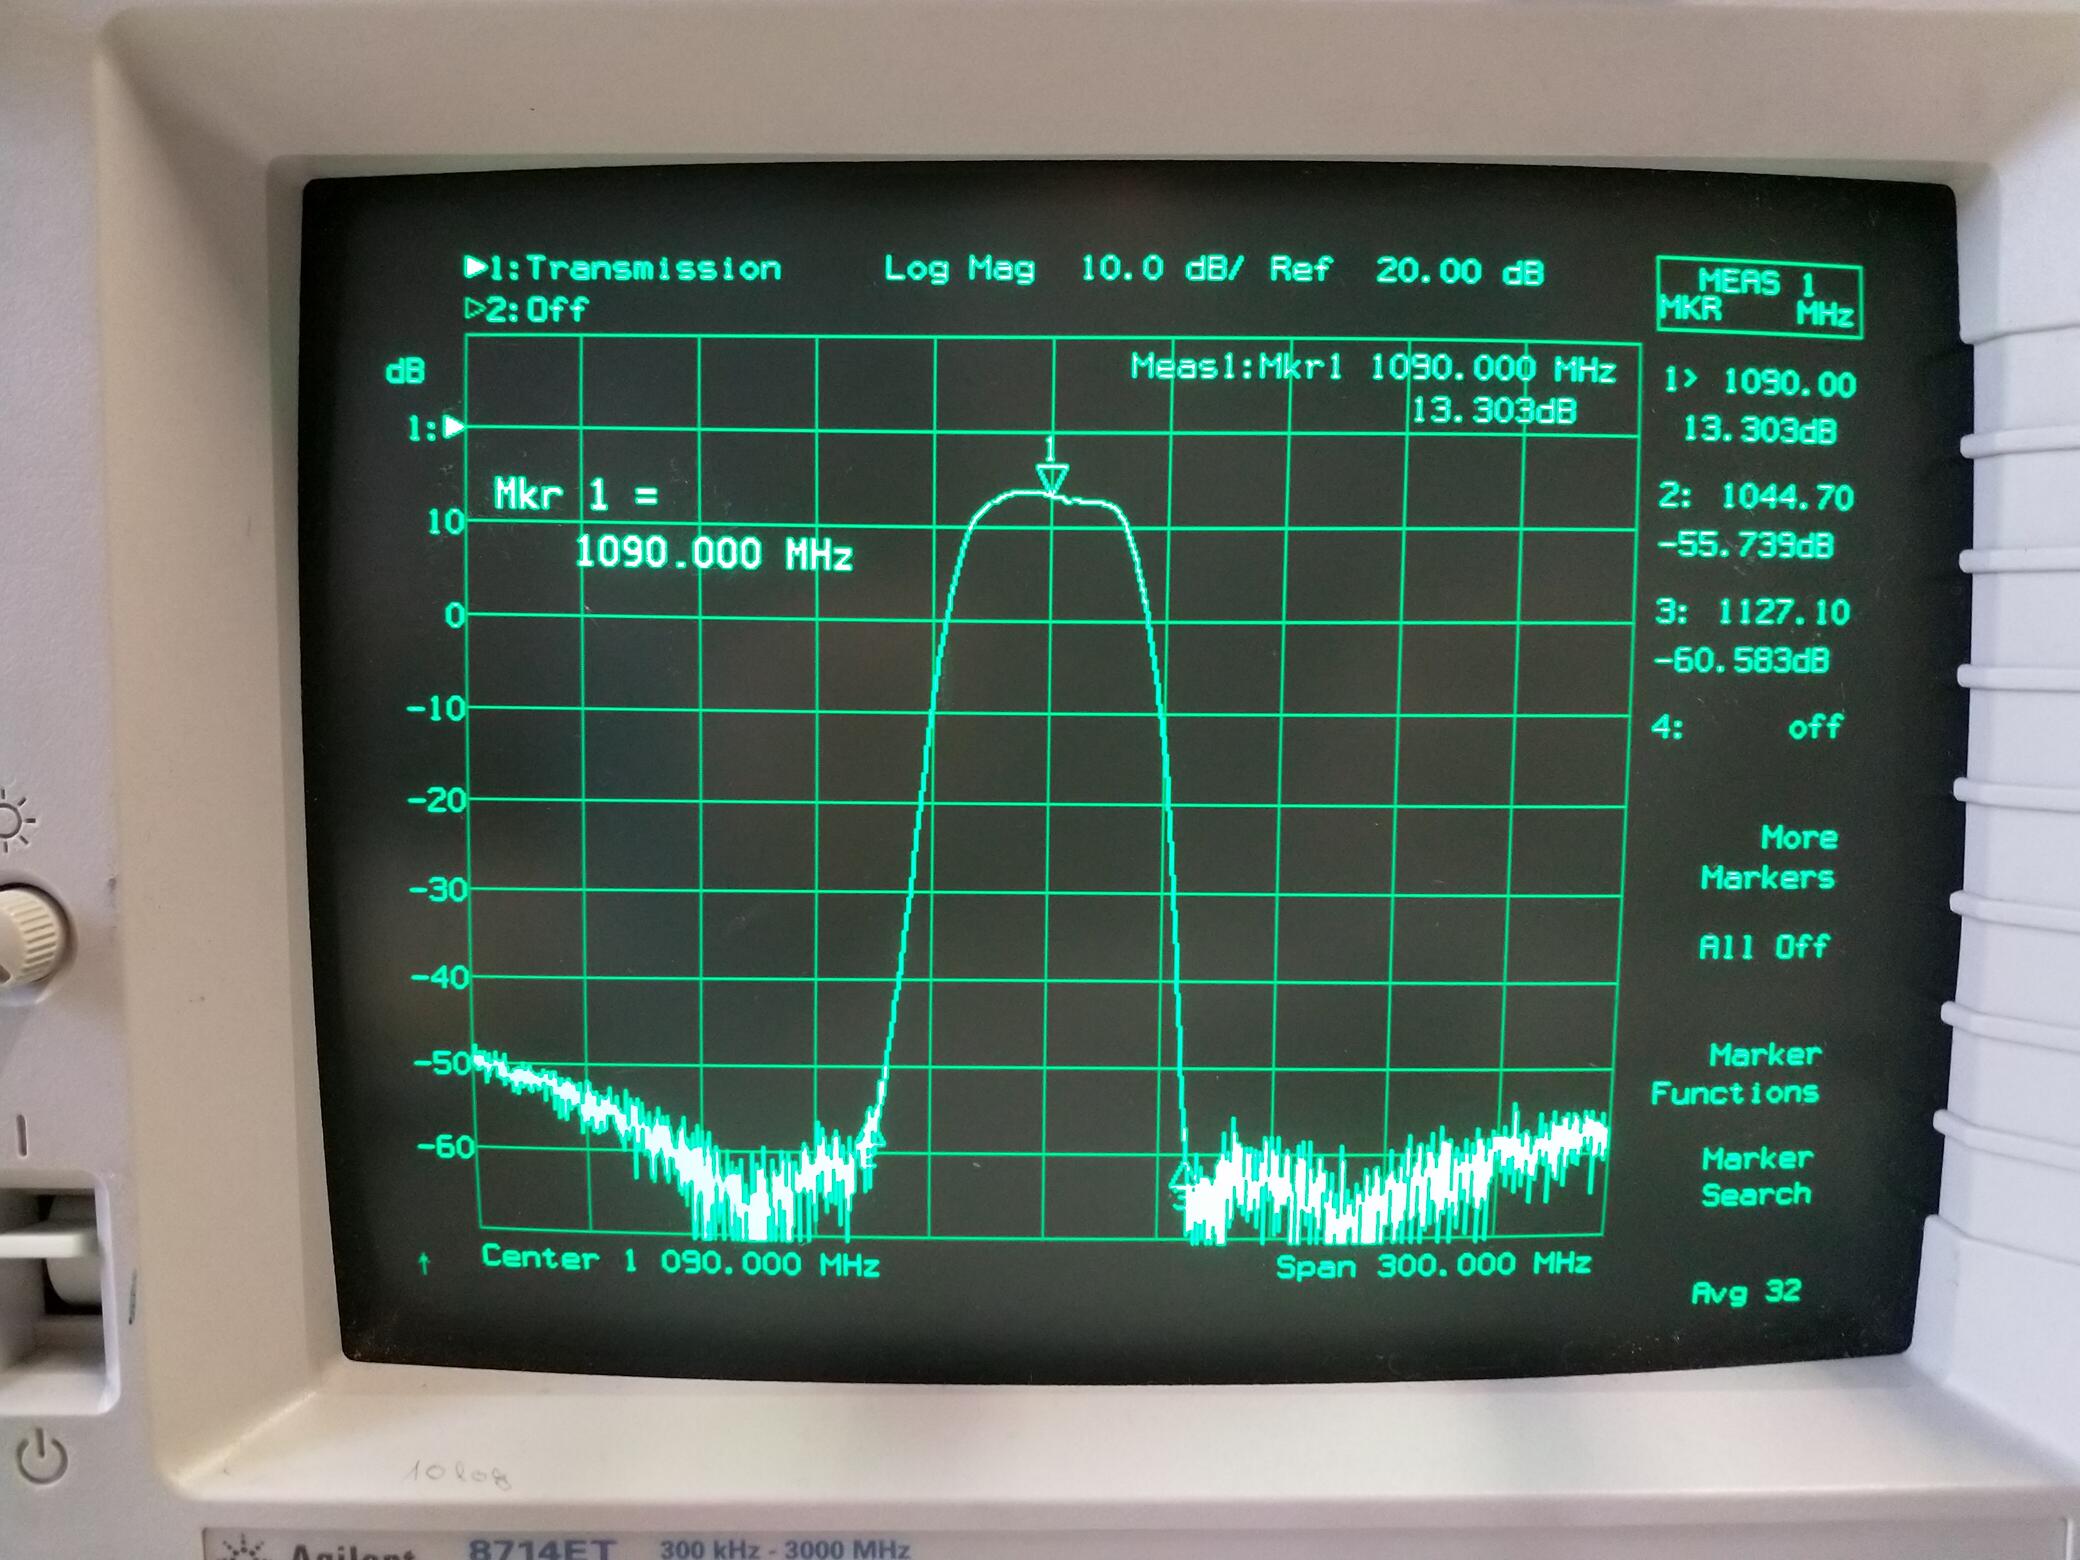 ▶1:Transmission Log Mag 10.0 dB/ Ref 20.00 dB
▷2:Off
MEAS 1
MKR MHz
dB
Meas1:Mkr1 1090.000 MHz
13.303dB
1:▶
1
Mkr 1 =
1090.000 MHz
10
0
-10
-20
-30
-40
-50
-60
1> 1090.00
13.303dB
2: 1044.70
-55.739dB
3: 1127.10
-60.583dB
4: off
More
Markers
All Off
Marker
Functions
Marker
Search
2
3
↑
Center 1 090.000 MHz Span 300.000 MHz
Avg 32
Agilent 8714ET 300 kHz - 3000 MHz